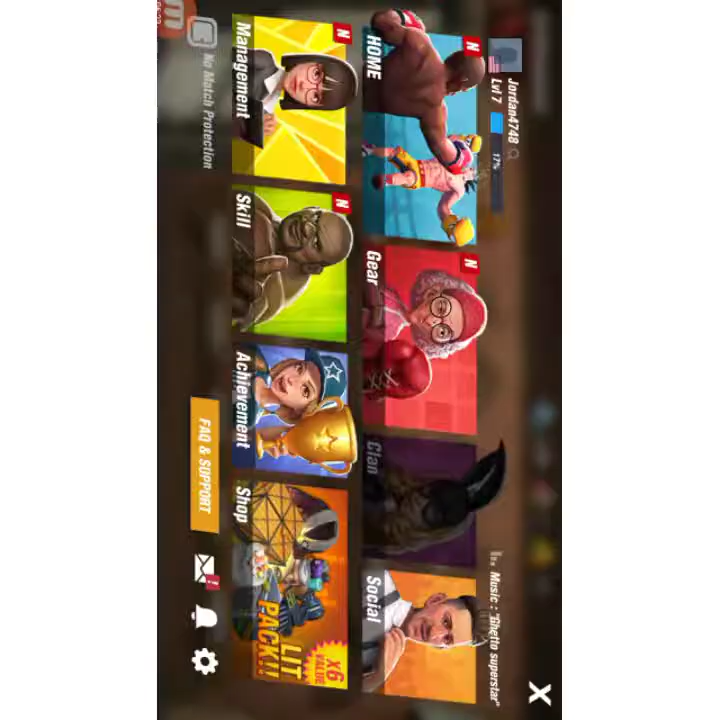 Jordan4748
Lvl 7
17%
Music : "Ghetto superstar"
X
N
HOME
N
Gear
Clan
Social
N
Management
N
Skill
Achievement
Shop
x6
VALUE
LIT
PACK!!
No Match Protection
FAQ & SUPPORT
!